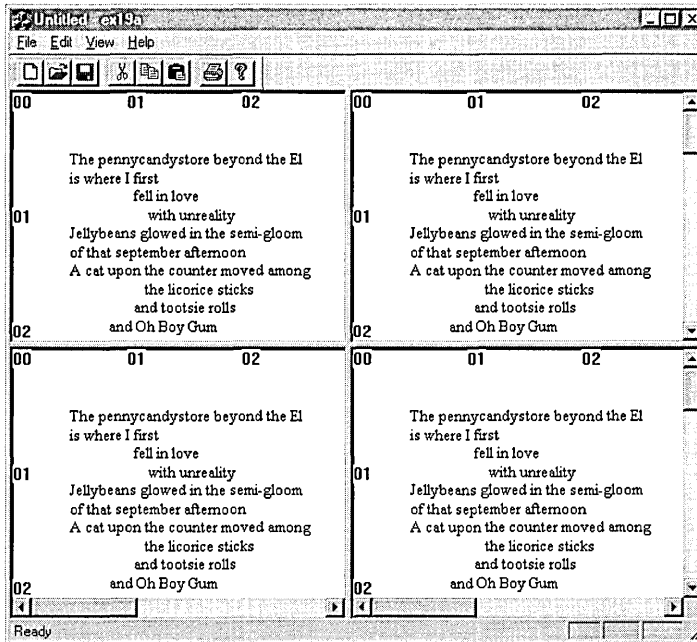 Untitled - ex19a
File Edit View Help
00 01 02
The pennycandystore beyond the El
is where I first
fell in love
01 with unreality
Jellybeans glowed in the semi-gloom
of that september afternoon
A cat upon the counter moved among
the licorice sticks
and tootsie rolls
02 and Oh Boy Gum
00 01 02
The pennycandystore beyond the El
is where I first
fell in love
01 with unreality
Jellybeans glowed in the semi-gloom
of that september afternoon
A cat upon the counter moved among
the licorice sticks
and tootsie rolls
02 and Oh Boy Gum
00 01 02
The pennycandystore beyond the El
is where I first
fell in love
01 with unreality
Jellybeans glowed in the semi-gloom
of that september afternoon
A cat upon the counter moved among
the licorice sticks
and tootsie rolls
02 and Oh Boy Gum
00 01 02
The pennycandystore beyond the El
is where I first
fell in love
01 with unreality
Jellybeans glowed in the semi-gloom
of that september afternoon
A cat upon the counter moved among
the licorice sticks
and tootsie rolls
02 and Oh Boy Gum
Ready